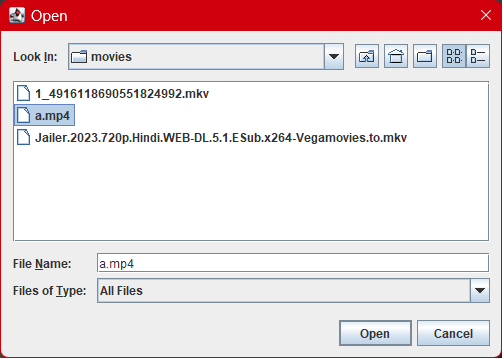 Open
Look In: movies
1_4916118690551824992.mkv
a.mp4
Jailer.2023.720p.Hindi.WEB-DL.5.1.ESub.x264-Vegamovies.to.mkv
File Name: a.mp4
Files of Type: All Files
Open Cancel